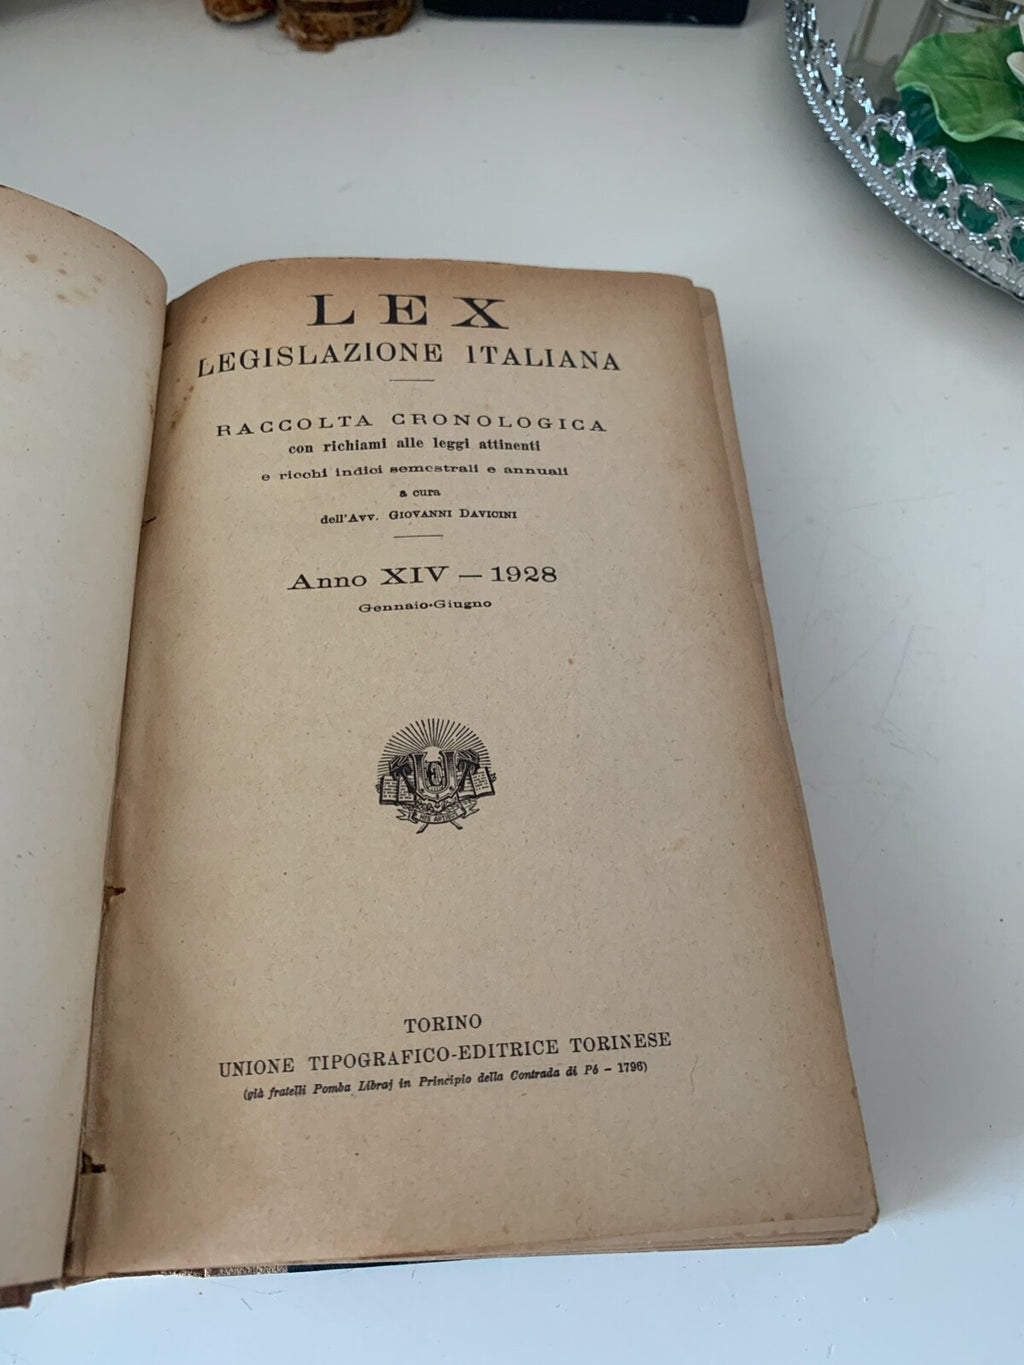 LEX
LEGISLAZIONE ITALIANA
RACCOLTA CRONOLOGICA
con richiami alle leggi attinenti
e ricchi indici semestrali e annuali
a cura
dell'Avv. GIOVANNI DAVICINI
Anno XIV — 1928
Gennaio-Giugno
TORINO
UNIONE TIPOGRAFICO-EDITRICE TORINESE
(già fratelli Pomba Libraj in Principio della Contrada di Pô – 1796)